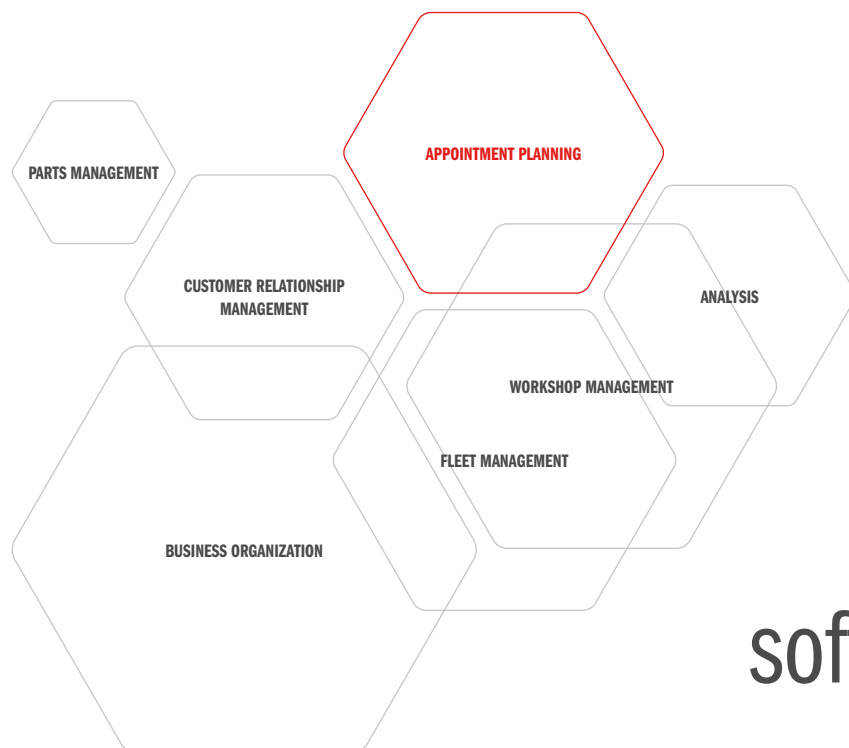 APPOINTMENT PLANNING
PARTS MANAGEMENT
CUSTOMER RELATIONSHIP
MANAGEMENT
ANALYSIS
WORKSHOP MANAGEMENT
FLEET MANAGEMENT
BUSINESS ORGANIZATION
sof